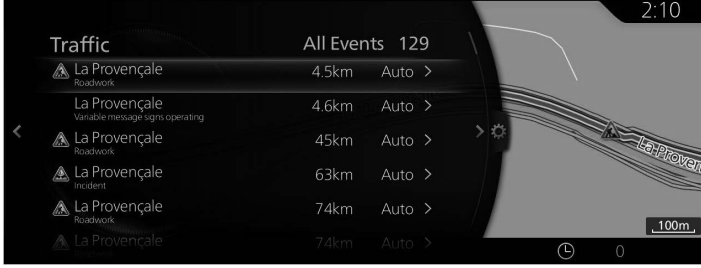 2:10
Traffic All Events 129
La Provençale 4.5km Auto >
Roadwork
La Provençale 4.6km Auto >
Variable message signs operating
La Provençale 45km Auto >
Roadwork
La Provençale 63km Auto >
Incident
La Provençale 74km Auto >
Roadwork
La Provençale 74km Auto >
La Proven
100m
0